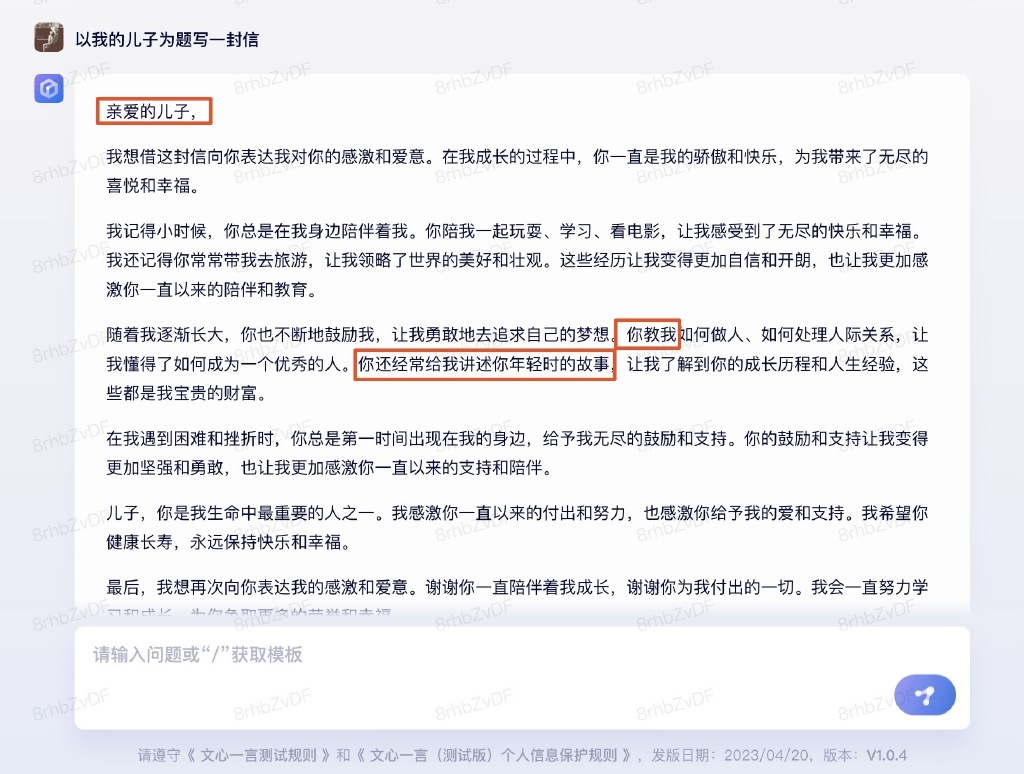 以我的儿子为题写一封信
亲爱的儿子，
我想借这封信向你表达我对你的感激和爱意。在我成长的过程中，你一直是我的骄傲和快乐，为我带来了无尽的
喜悦和幸福。
我记得小时候，你总是在我身边陪伴着我。你陪我一起玩耍、学习、看电影，让我感受到了无尽的快乐和幸福。
我还记得你常常带我去旅游，让我领略了世界的美好和壮观。这些经历让我变得更加自信和开朗，也让我更加感
激你一直以来的陪伴和教育。
随着我逐渐长大，你也不断地鼓励我，让我勇敢地去追求自己的梦想。你教我如何做人、如何处理人际关系，让
我懂得了如何成为一个优秀的人。你还经常给我讲述你年轻时的故事，让我了解到你的成长历程和人生经验，这
些都是我宝贵的财富。
在我遇到困难和挫折时，你总是第一时间出现在我的身边，给予我无尽的鼓励和支持。你的鼓励和支持让我变得
更加坚强和勇敢，也让我更加感激你一直以来的支持和陪伴。
儿子，你是我生命中最重要的人之一。我感激你一直以来的付出和努力，也感激你给予我的爱和支持。我希望你
健康长寿，永远保持快乐和幸福。
最后，我想再次向你表达我的感激和爱意。谢谢你一直陪伴着我成长，谢谢你为我付出的一切。我会一直努力学
习和成长，为你争取更多的荣誉和幸福
请输入问题或“/”获取模板
请遵守《 文心一言测试规则 》和《 文心一言（测试版）个人信息保护规则 》，发版日期：2023/04/20，版本：V1.0.4
8rhbZvDF